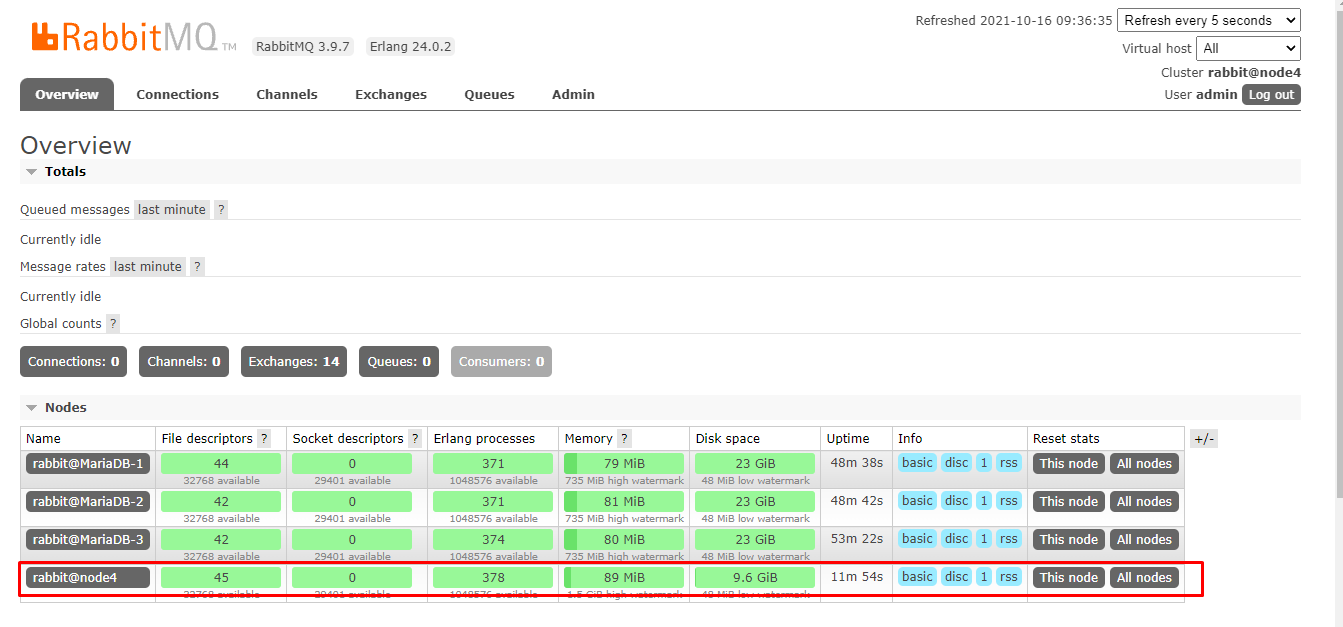 RabbitMQ TM RabbitMQ 3.9.7 Erlang 24.0.2
Refreshed 2021-10-16 09:36:35 Refresh every 5 seconds
Virtual host All
Cluster rabbit@node4
User admin Log out
Overview Connections Channels Exchanges Queues Admin
Overview
Totals
Queued messages last minute ?
Currently idle
Message rates last minute ?
Currently idle
Global counts ?
Connections: 0 Channels: 0 Exchanges: 14 Queues: 0 Consumers: 0
Nodes
Name File descriptors ? Socket descriptors ? Erlang processes Memory ? Disk space Uptime Info Reset stats +/-
rabbit@MariaDB-1 44 0 371 79 MiB 23 GiB 48m 38s basic disc 1 rss This node All nodes
32768 available 29401 available 1048576 available 735 MiB high watermark 48 MiB low watermark
rabbit@MariaDB-2 42 0 371 81 MiB 23 GiB 48m 42s basic disc 1 rss This node All nodes
32768 available 29401 available 1048576 available 735 MiB high watermark 48 MiB low watermark
rabbit@MariaDB-3 42 0 374 80 MiB 23 GiB 53m 22s basic disc 1 rss This node All nodes
32768 available 29401 available 1048576 available 735 MiB high watermark 48 MiB low watermark
rabbit@node4 45 0 378 89 MiB 9.6 GiB 11m 54s basic disc 1 rss This node All nodes
32768 available 29401 available 1048576 available 1.5 GiB high watermark 48 MiB low watermark